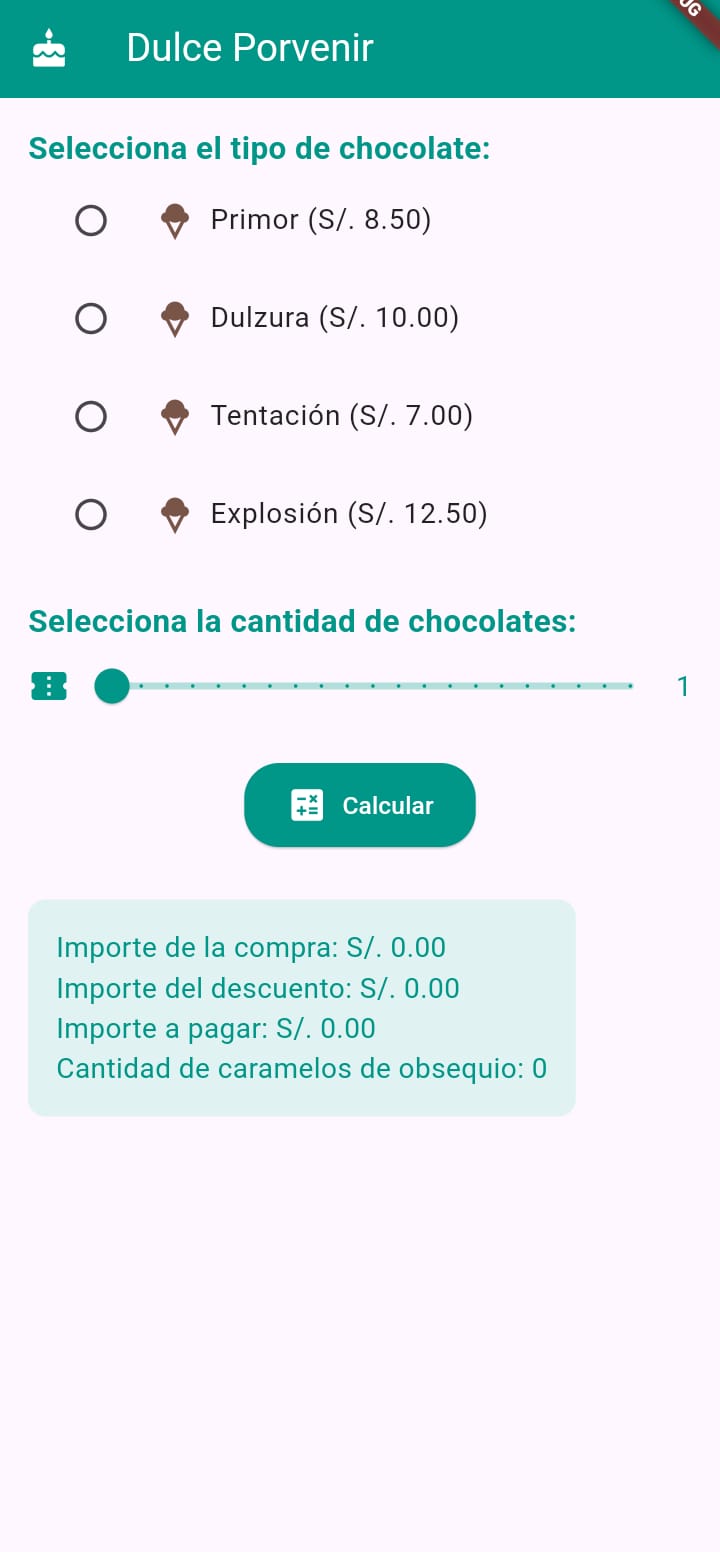 Dulce Porvenir
Selecciona el tipo de chocolate:
Primor (S/. 8.50)
Dulzura (S/. 10.00)
Tentación (S/. 7.00)
Explosión (S/. 12.50)
Selecciona la cantidad de chocolates:
1
Calcular
Importe de la compra: S/. 0.00
Importe del descuento: S/. 0.00
Importe a pagar: S/. 0.00
Cantidad de caramelos de obsequio: 0